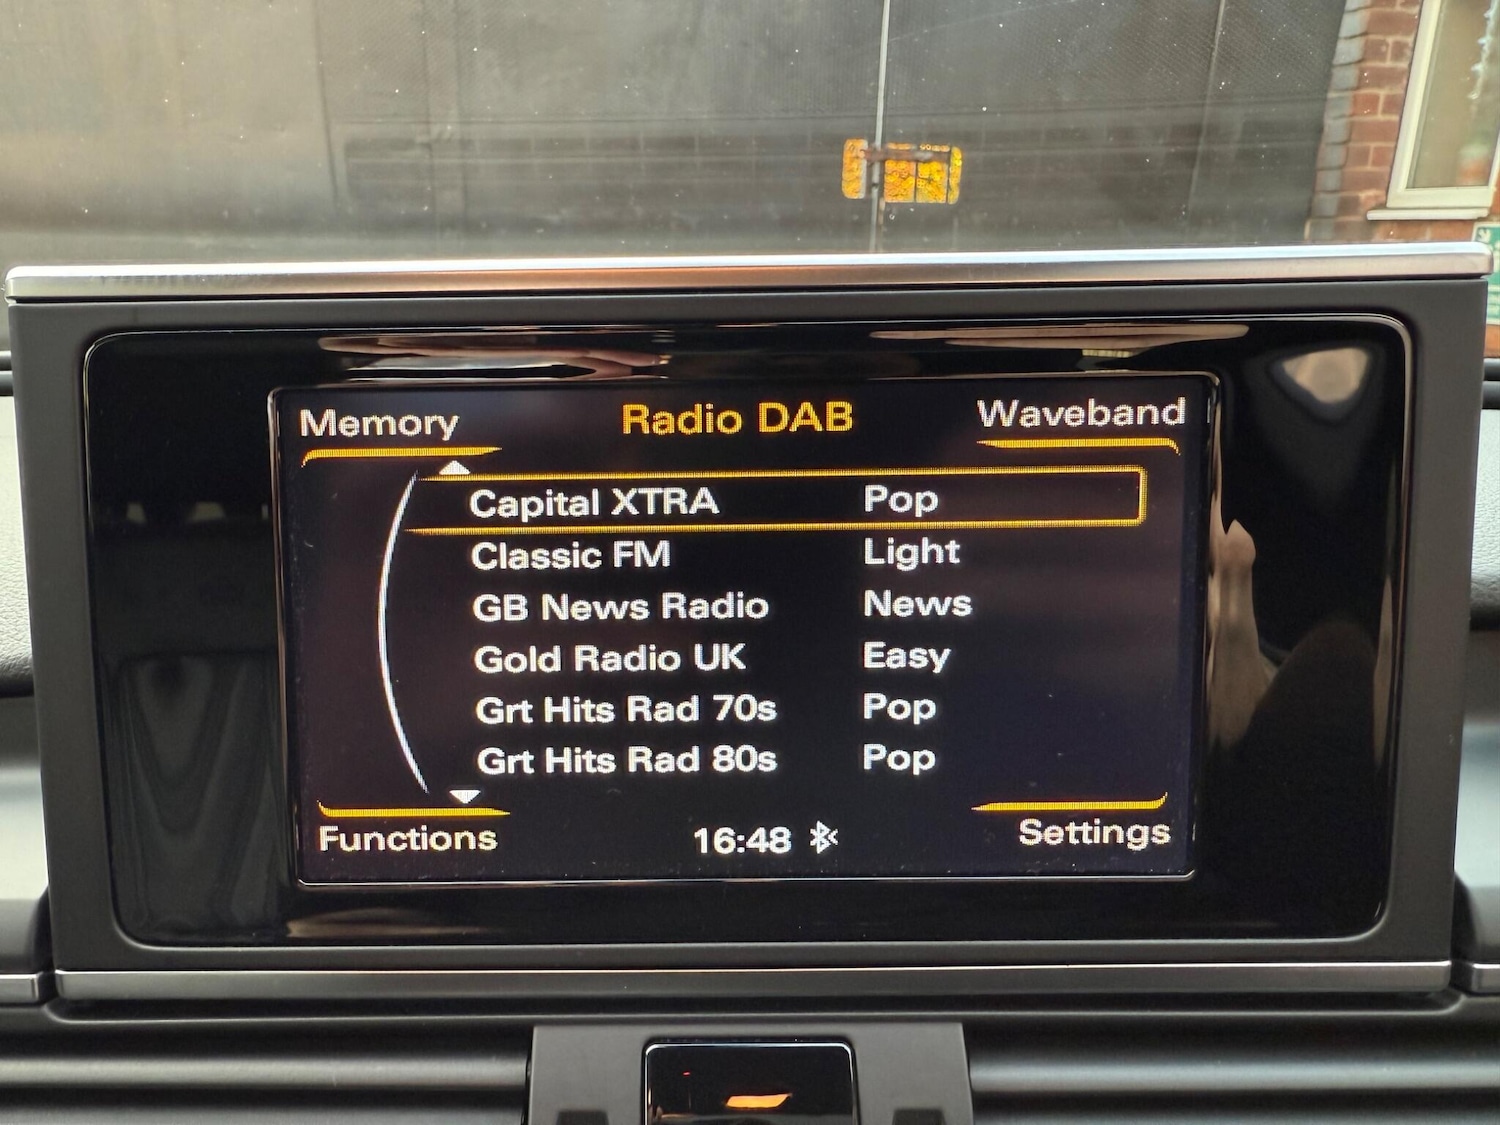 Memory Radio DAB Waveband
Capital XTRA Pop
Classic FM Light
GB News Radio News
Gold Radio UK Easy
Grt Hits Rad 70s Pop
Grt Hits Rad 80s Pop
Functions 16:48 Settings